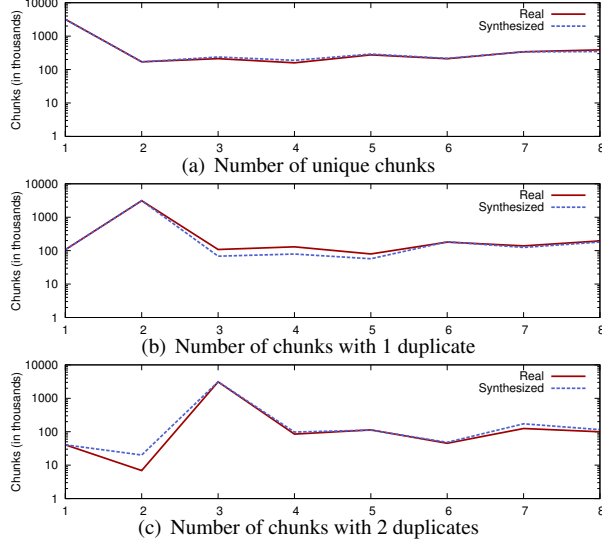 10000
1000
100
10
1
Chunks (in thousands)
Real
Synthesized
1 2 3 4 5 6 7 8
(a) Number of unique chunks
10000
1000
100
10
1
Chunks (in thousands)
Real
Synthesized
1 2 3 4 5 6 7 8
(b) Number of chunks with 1 duplicate
10000
1000
100
10
1
Chunks (in thousands)
Real
Synthesized
1 2 3 4 5 6 7 8
(c) Number of chunks with 2 duplicates